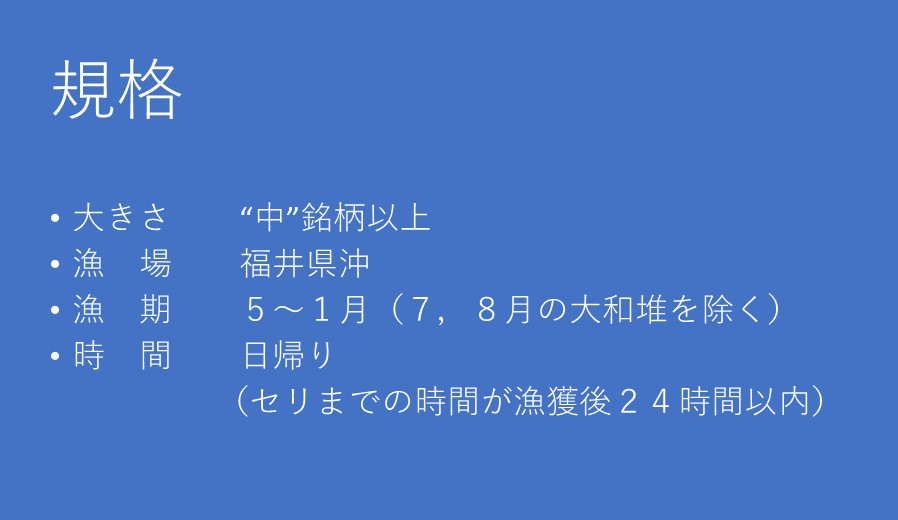 規格
• 大きさ　　“中”銘柄以上
• 漁　場　　福井県沖
• 漁　期　　５～１月（７，８月の大和堆を除く）
• 時　間　　日帰り
（セリまでの時間が漁獲後２４時間以内）